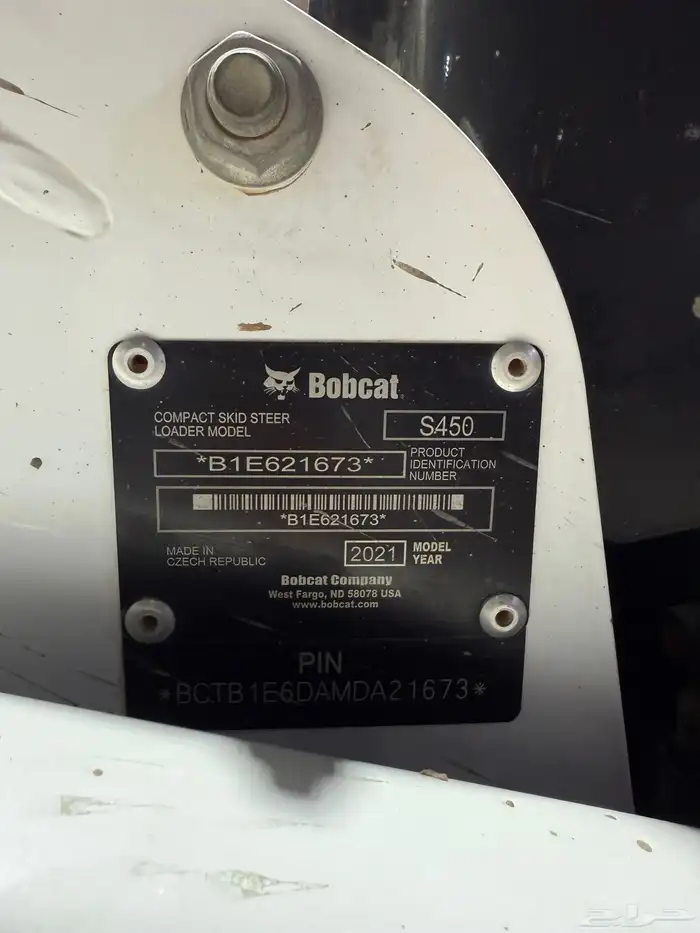 Bobcat
COMPACT SKID STEER
LOADER MODEL
S450
*B1E621673*
PRODUCT
IDENTIFICATION
NUMBER
*B1E621673*
MADE IN
CZECH REPUBLIC
2021
MODEL
YEAR
Bobcat Company
West Fargo, ND 58078 USA
www.bobcat.com
PIN
*BCTB1E6DAMDA21673*
حراج